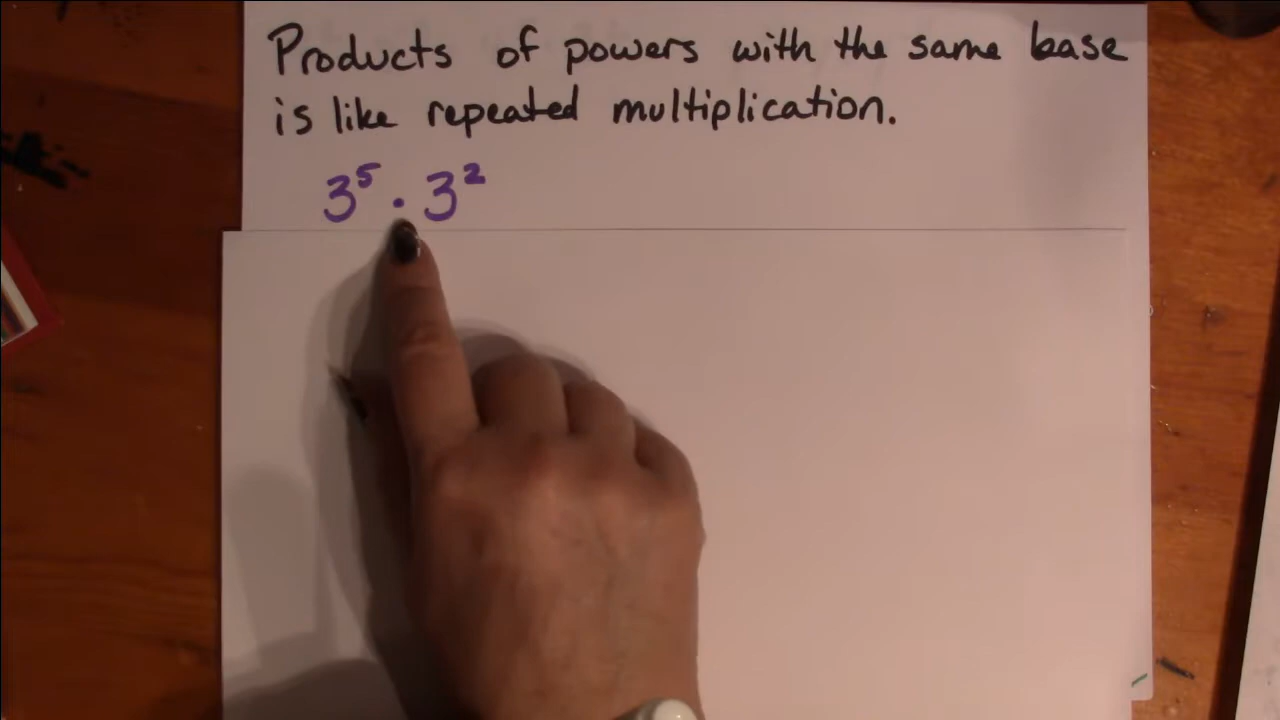 Products of powers with the same base
is like repeated multiplication.
3⁵ · 3²